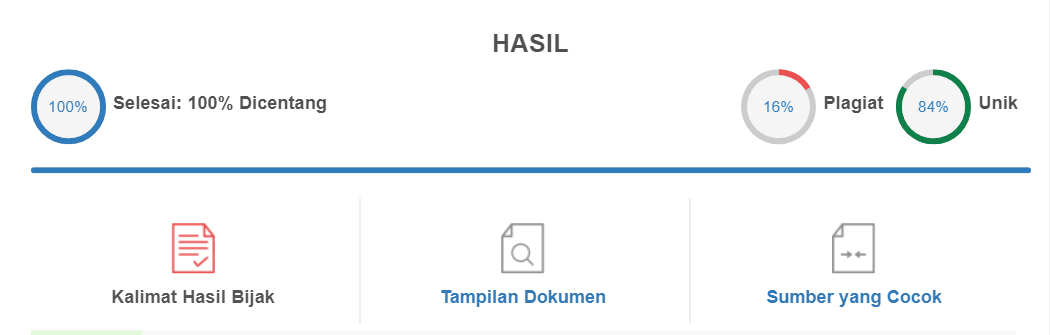 HASIL
100% Selesai: 100% Dicentang
16% Plagiat 84% Unik
Kalimat Hasil Bijak Tampilan Dokumen Sumber yang Cocok